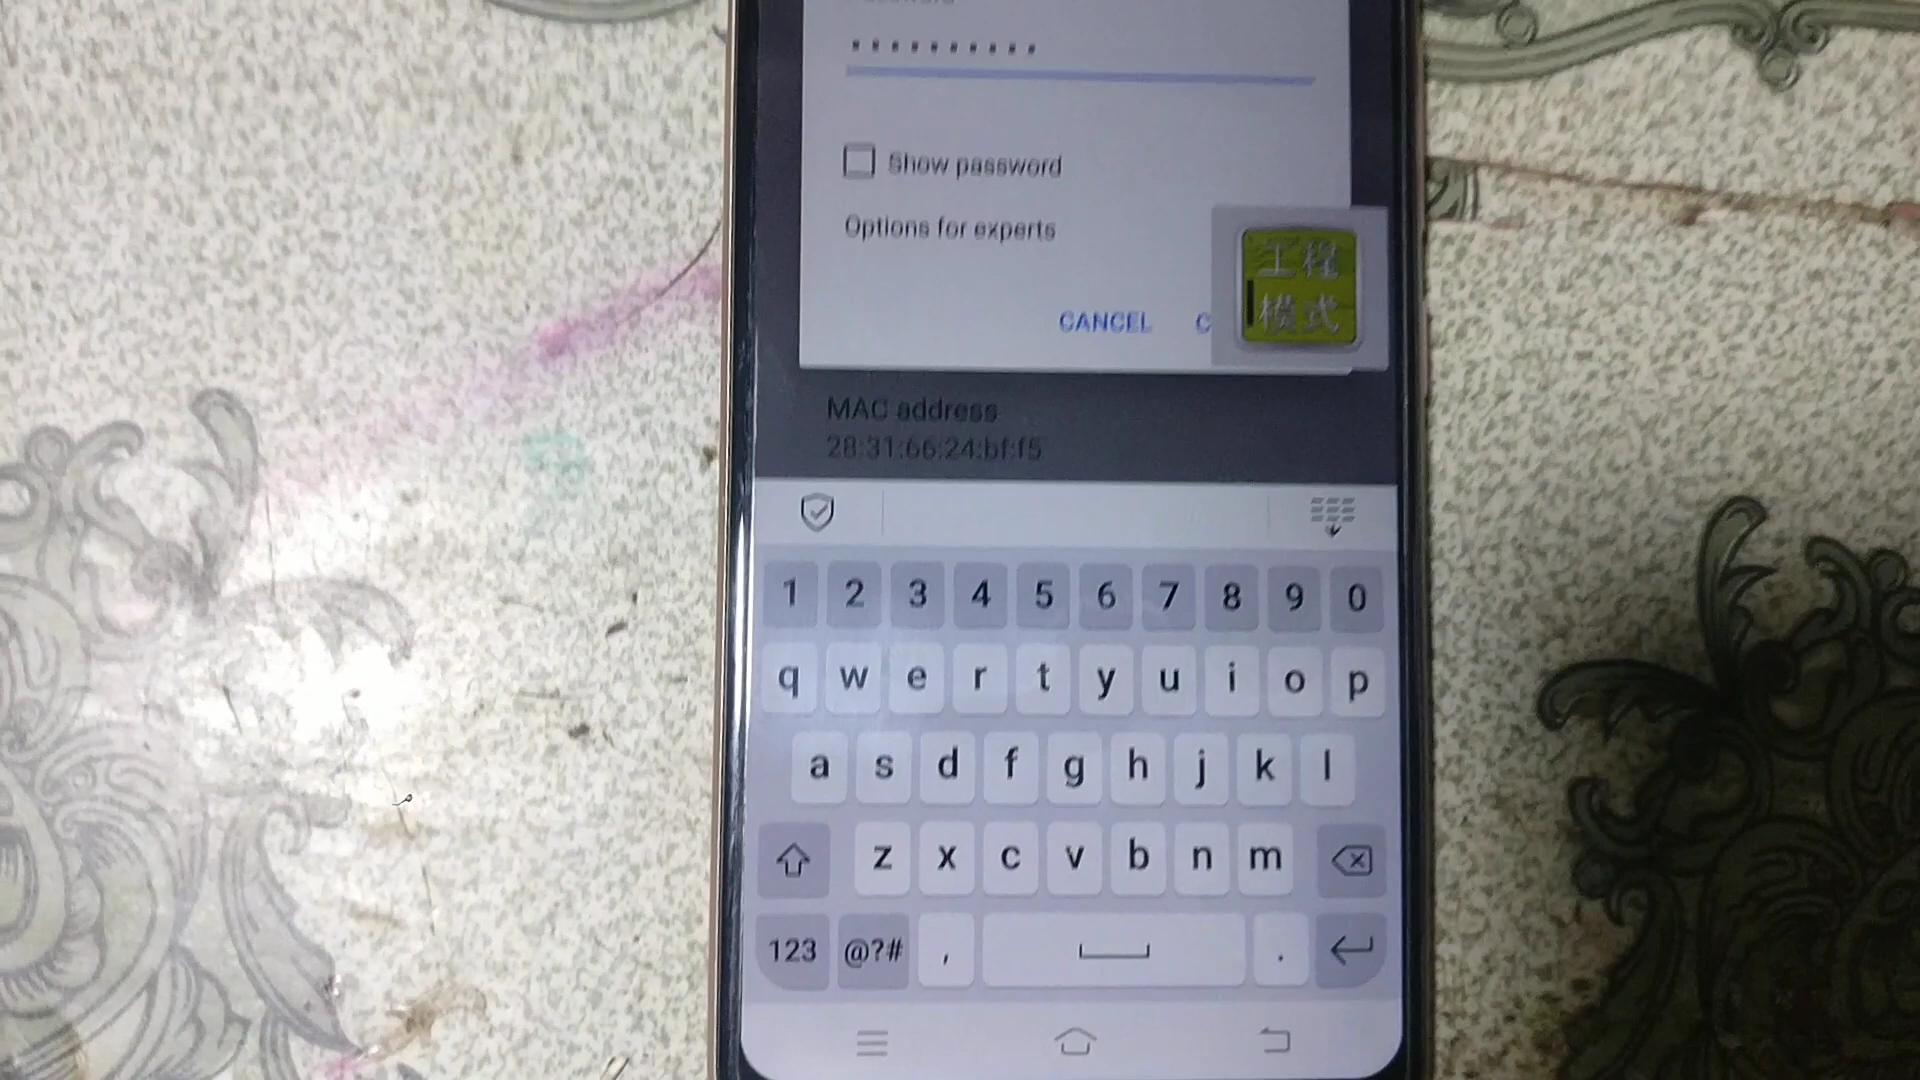 Show password
Options for experts
CANCEL C
工程
模式
MAC address
28:31:66:24:bf:f5
1 2 3 4 5 6 7 8 9 0
q w e r t y u i o p
a s d f g h j k l
z x c v b n m
123 @?# , .